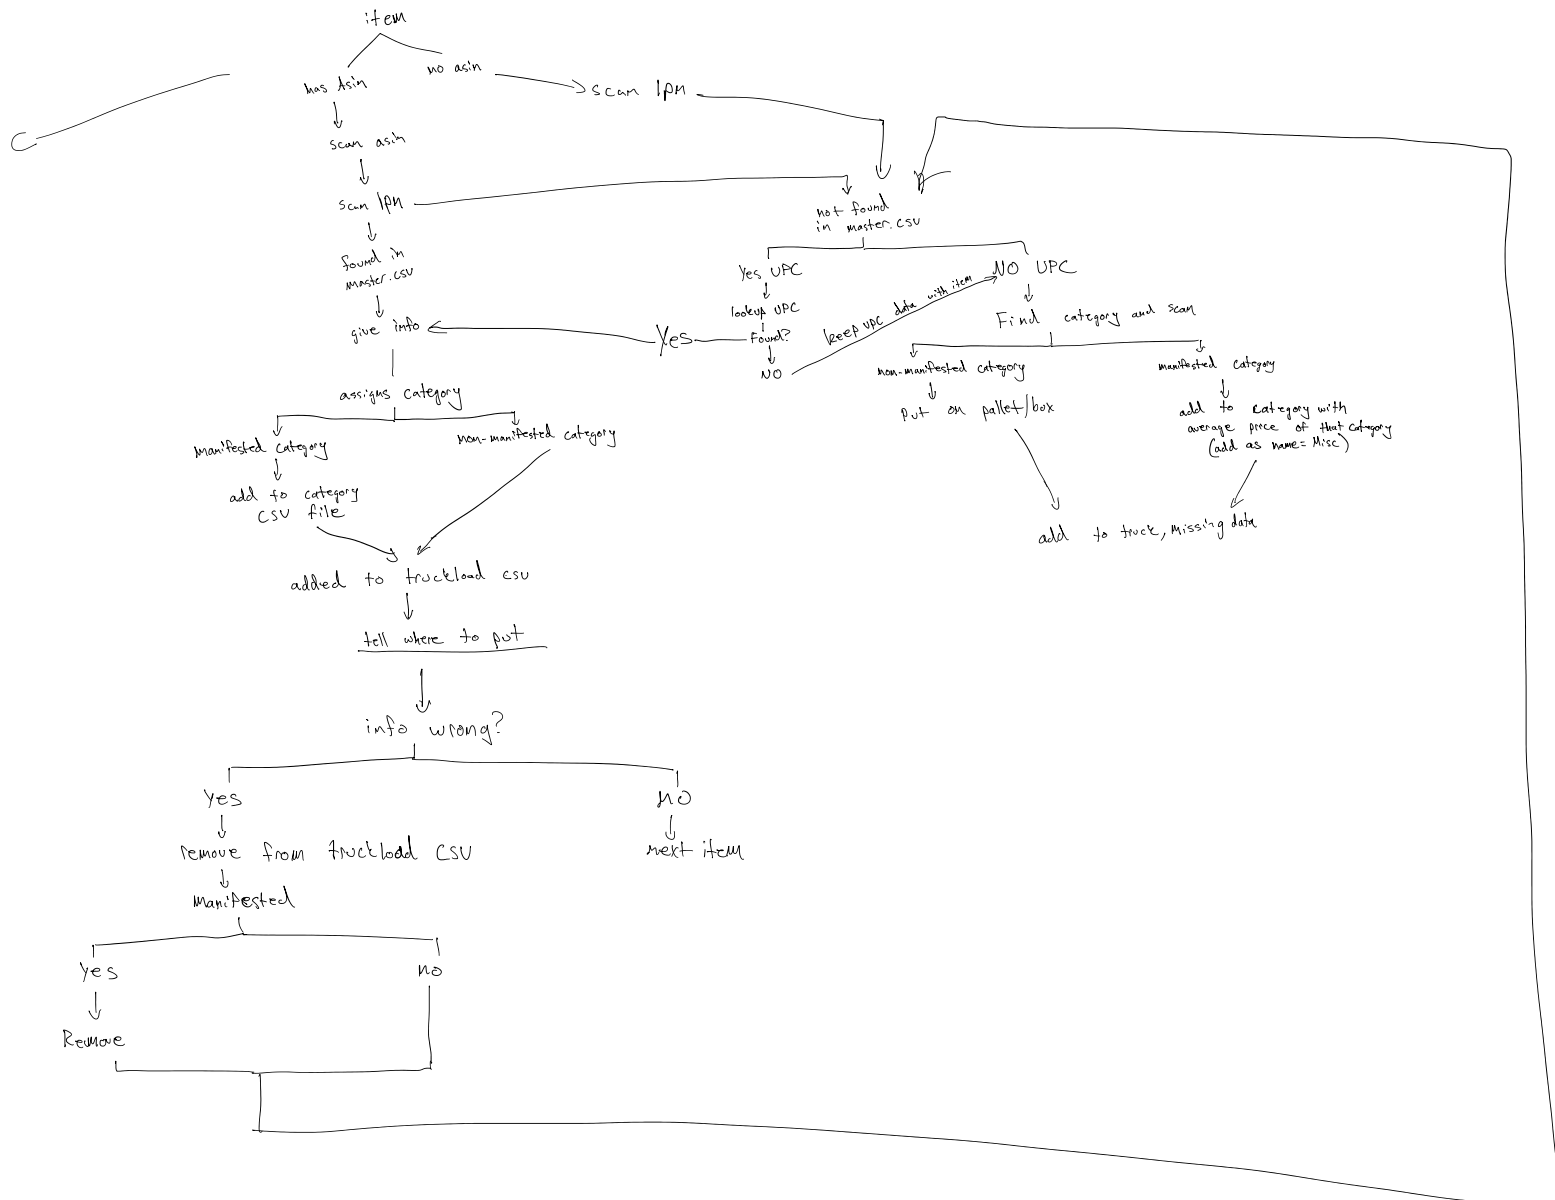 item
has Asin
no asin
scan lpn
scan asin
scan lpn
not found
in master.csv
found in
master.csv
Yes UPC
NO UPC
lookup UPC
keep UPC data with item
give info
Yes
Found?
NO
Find category and scan
non-manifested category
manifested category
assigns category
put on pallet/box
add to category with
average price of that category
(add as name= Misc)
manifested category
non-manifested category
add to category
csv file
add to truck, missing data
added to truckload csv
tell where to put
info wrong?
yes
no
remove from truckload csv
next item
manifested
yes
no
Remove